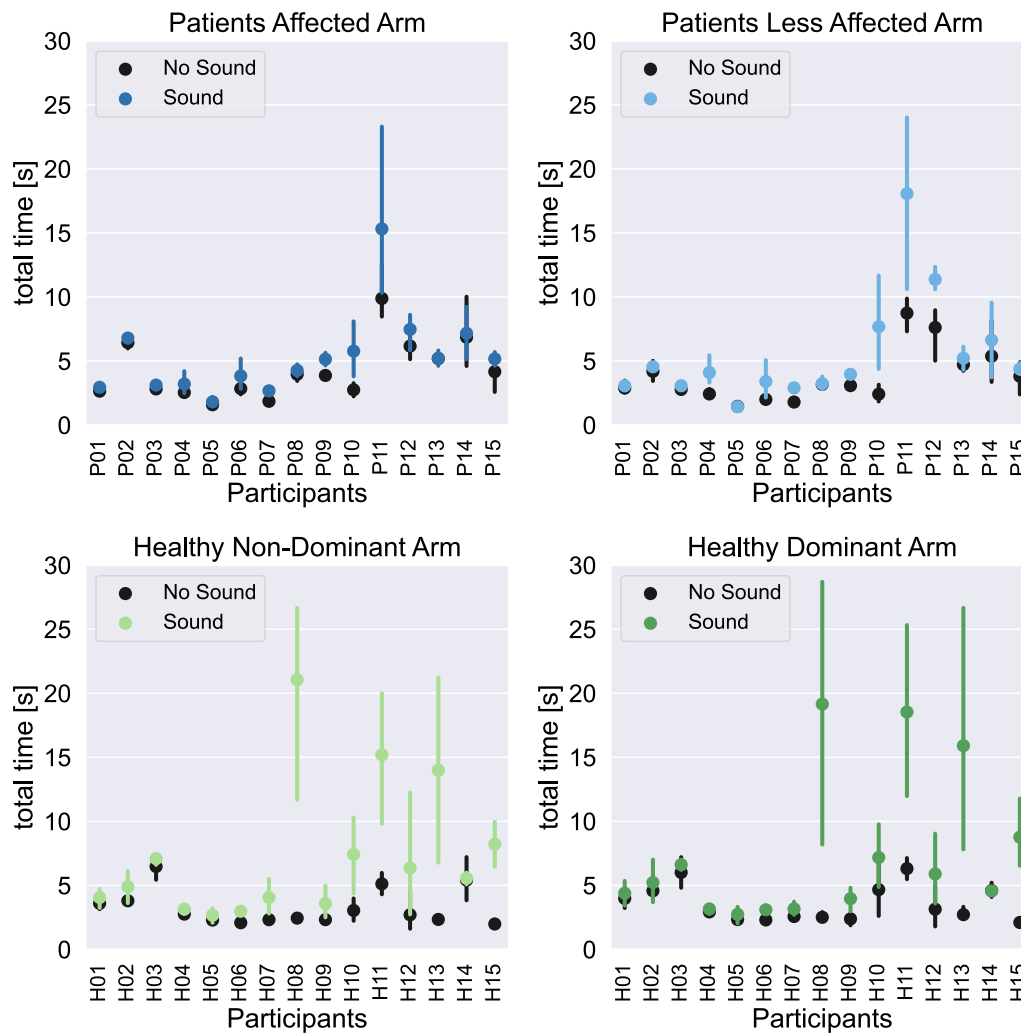 Patients Affected Arm
30
25
20
15
10
5
0
total time [s]
No Sound
Sound
P01 P02 P03 P04 P05 P06 P07 P08 P09 P10 P11 P12 P13 P14 P15
Participants
Patients Less Affected Arm
30
25
20
15
10
5
0
total time [s]
No Sound
Sound
P01 P02 P03 P04 P05 P06 P07 P08 P09 P10 P11 P12 P13 P14 P15
Participants
Healthy Non-Dominant Arm
30
25
20
15
10
5
0
total time [s]
No Sound
Sound
H01 H02 H03 H04 H05 H06 H07 H08 H09 H10 H11 H12 H13 H14 H15
Participants
Healthy Dominant Arm
30
25
20
15
10
5
0
total time [s]
No Sound
Sound
H01 H02 H03 H04 H05 H06 H07 H08 H09 H10 H11 H12 H13 H14 H15
Participants